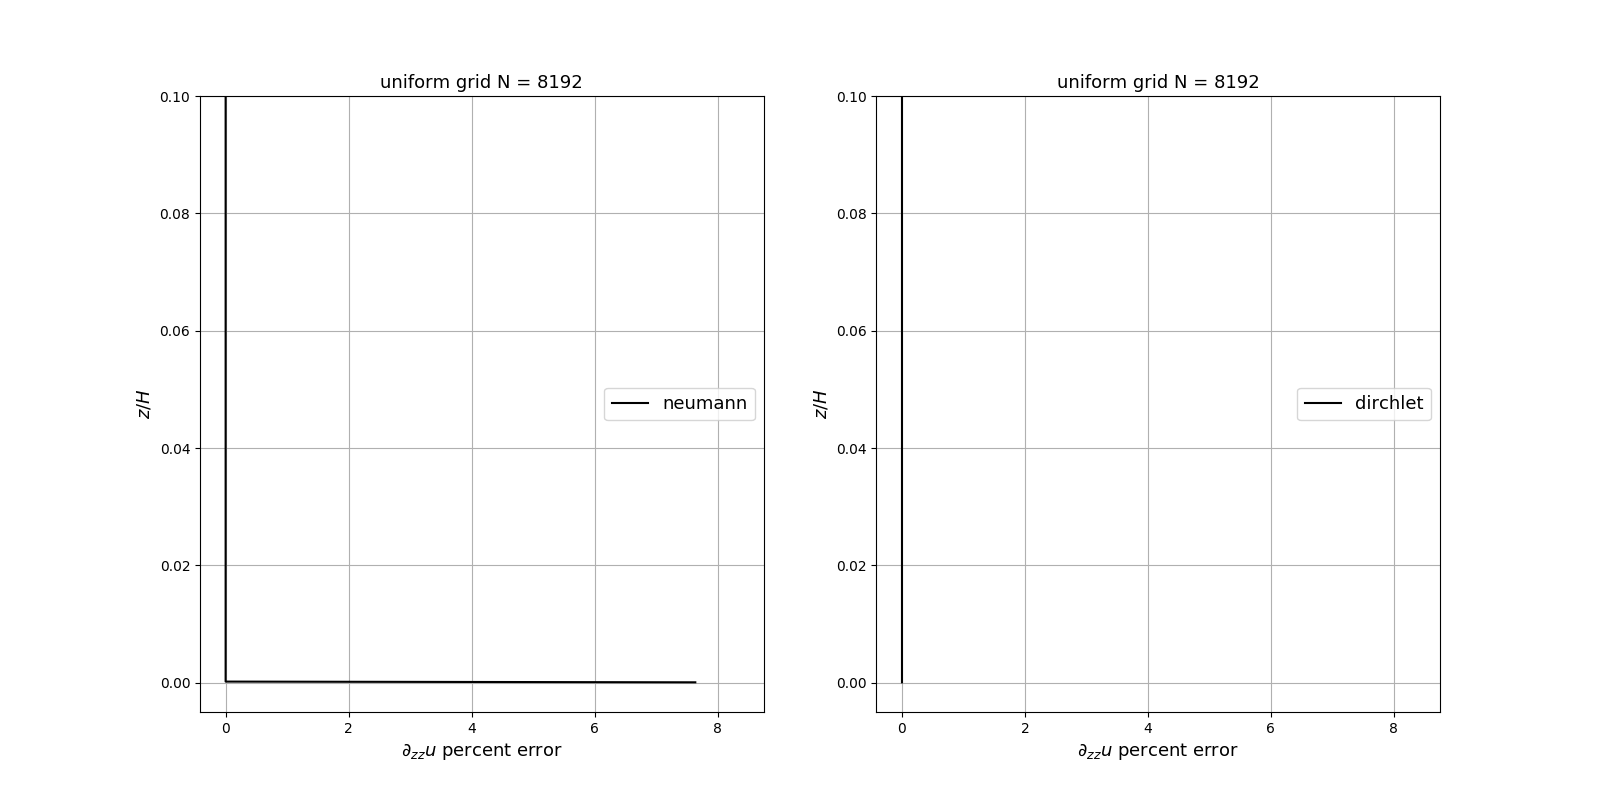 uniform grid N = 8192
0.10
0.08
0.06
0.04
0.02
0.00
z/H
neumann
0 2 4 6 8
∂zzu percent error
uniform grid N = 8192
0.10
0.08
0.06
0.04
0.02
0.00
z/H
dirchlet
0 2 4 6 8
∂zzu percent error